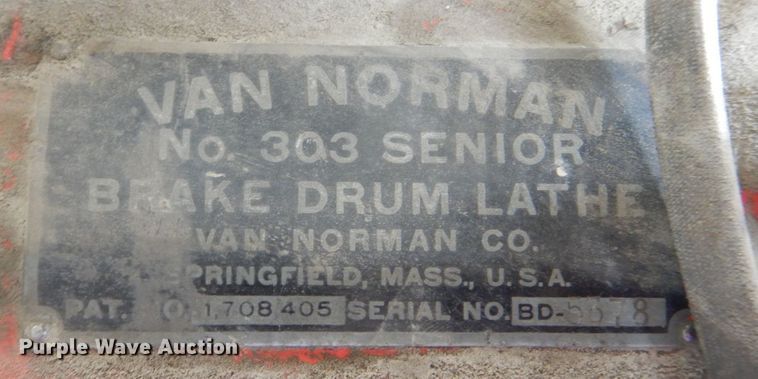 VAN NORMAN
No. 303 SENIOR
BRAKE DRUM LATHE
VAN NORMAN CO.
SPRINGFIELD, MASS., U.S.A.
PAT. NO. 1,708 405 SERIAL NO. BD-
Purple Wave Auction